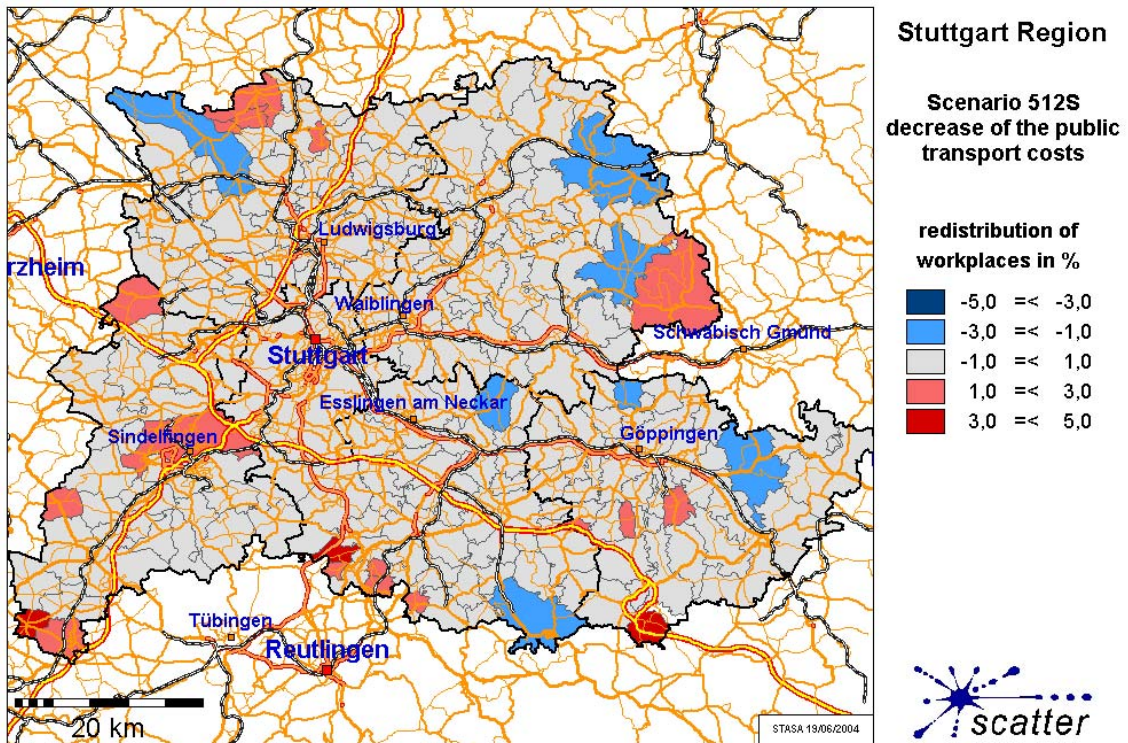 Stuttgart Region
Scenario 512S
decrease of the public
transport costs
redistribution of
workplaces in %
-5,0 =< -3,0
-3,0 =< -1,0
-1,0 =< 1,0
1,0 =< 3,0
3,0 =< 5,0
Ludwigsburg
rzheim
Waiblingen
Schwäbisch Gmünd
Stuttgart
Esslingen am Neckar
Sindelfingen
Göppingen
Tübingen
Reutlingen
20 km
STASA 19/06/2004
scatter